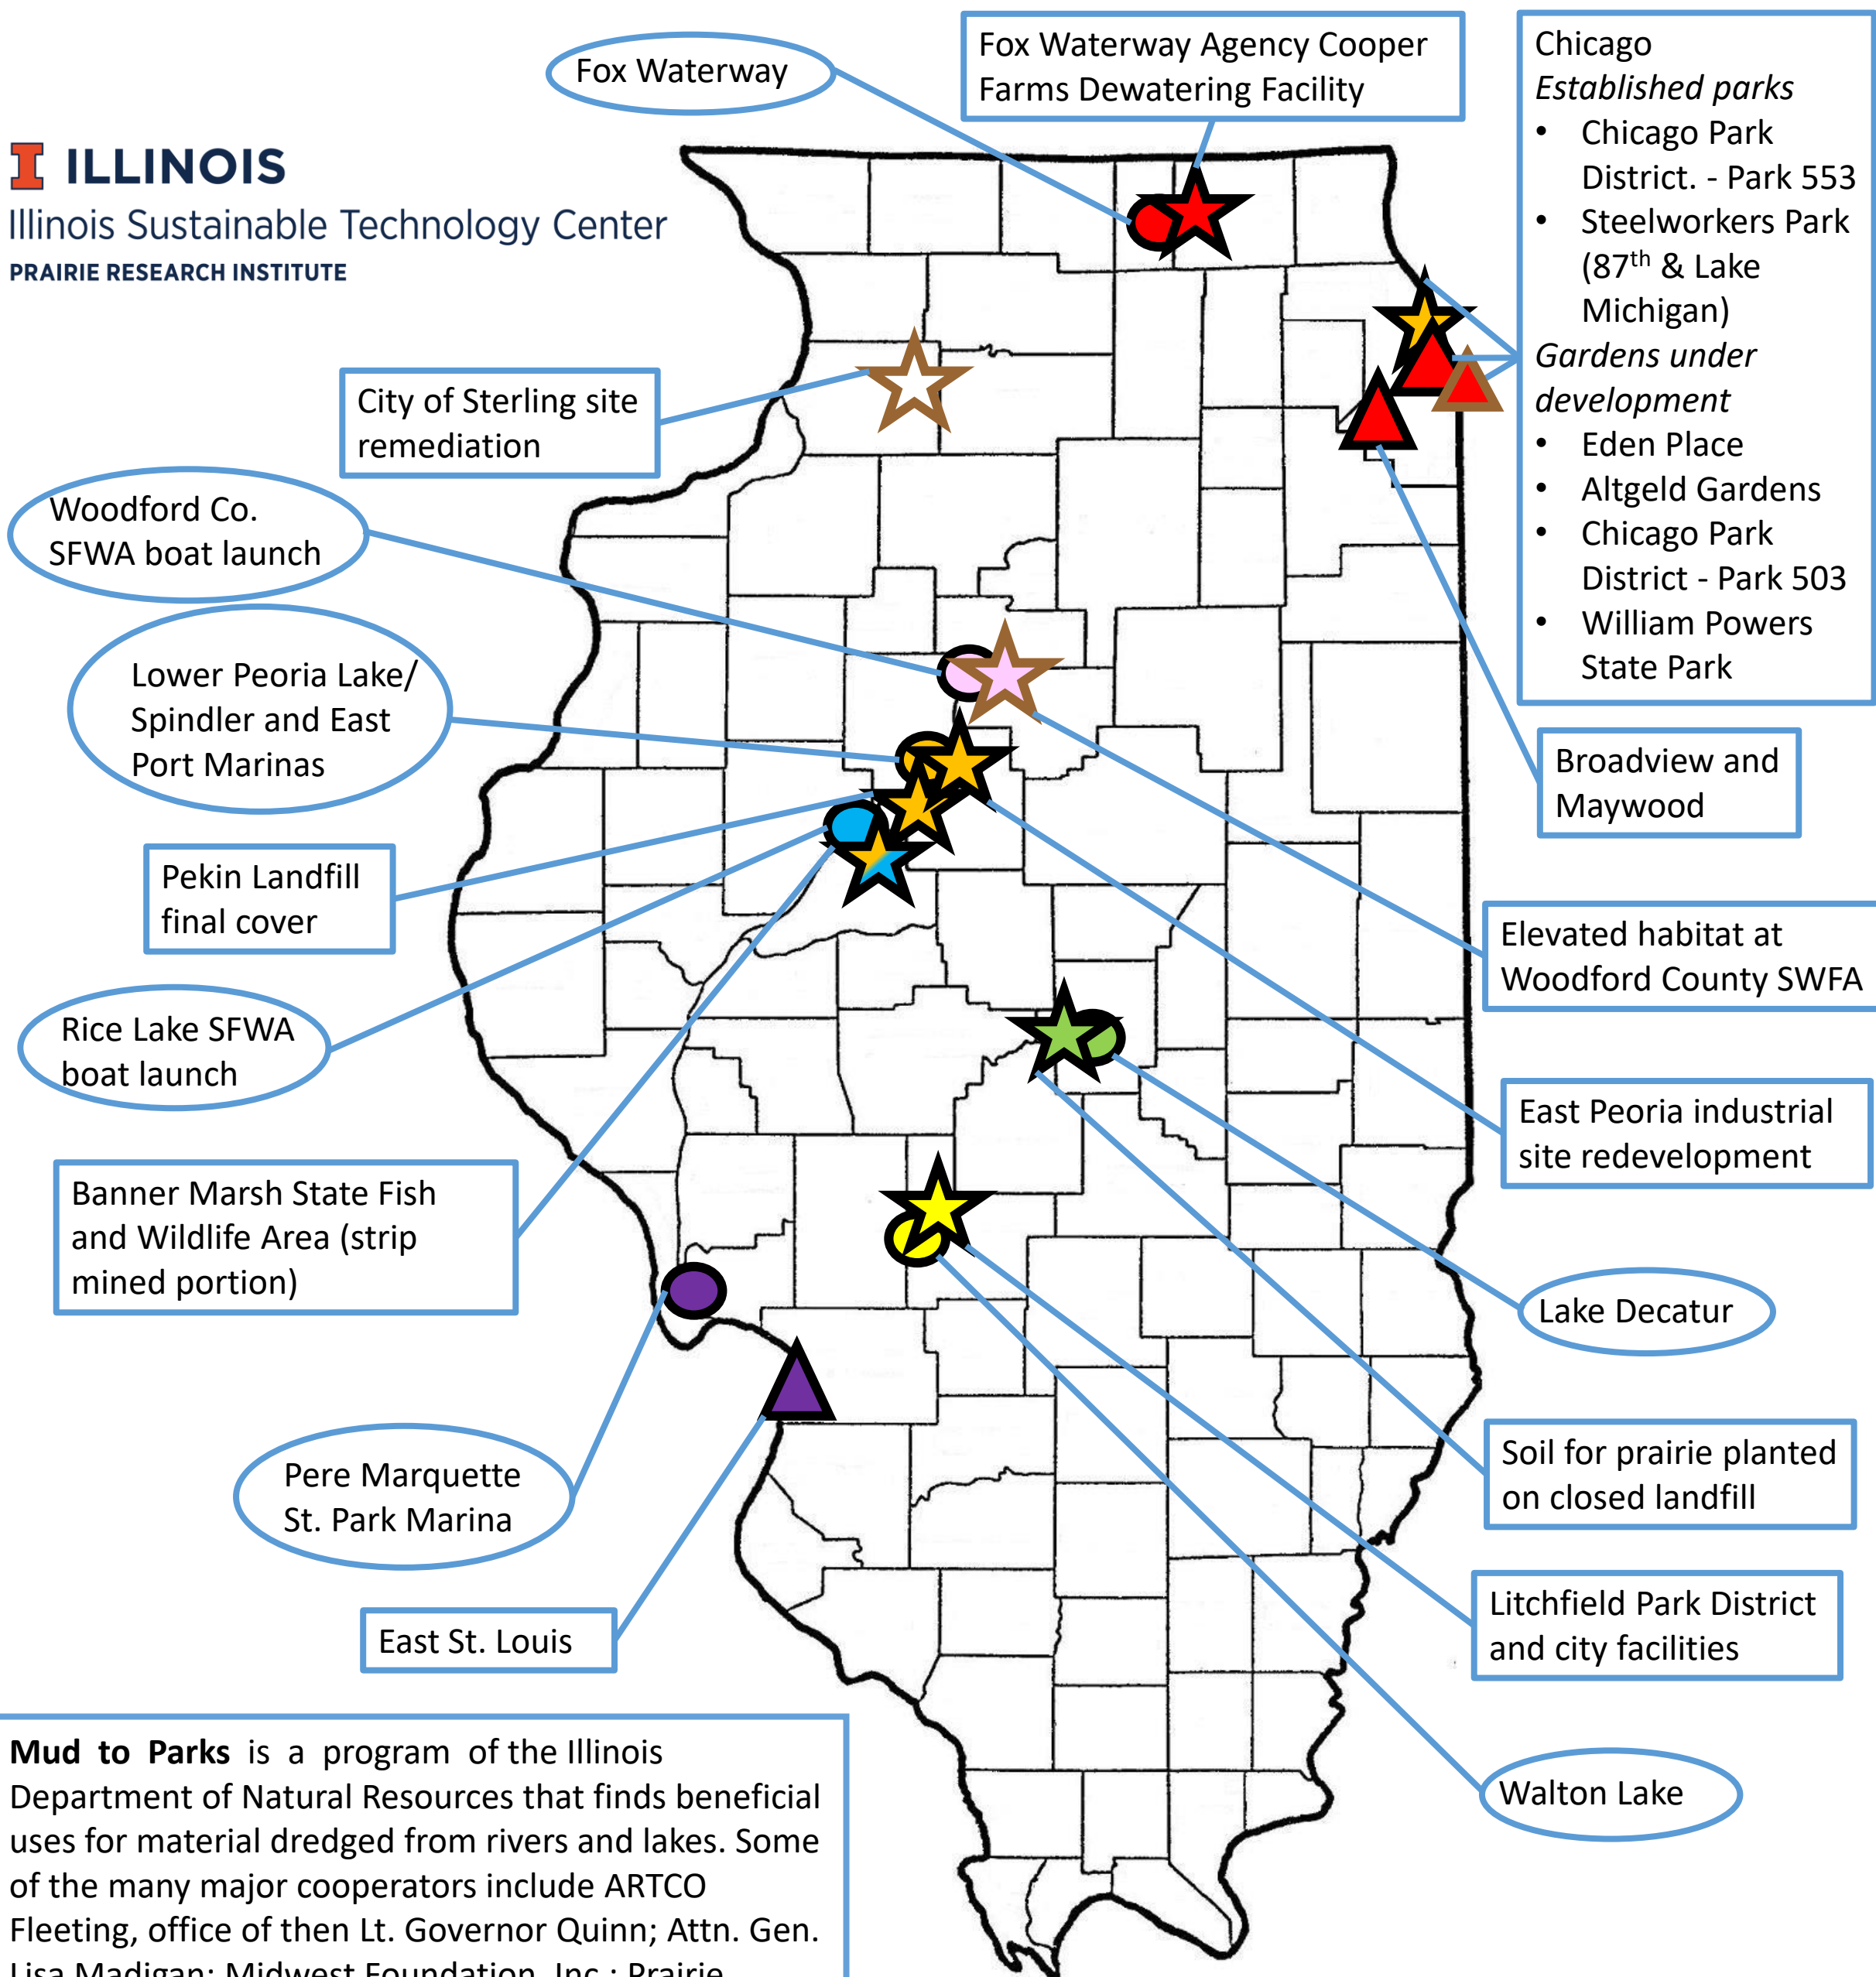 Fox Waterway
Fox Waterway Agency Cooper
Farms Dewatering Facility
Chicago
Established parks
• Chicago Park
District. - Park 553
• Steelworkers Park
(87th & Lake
Michigan)
Gardens under
development
• Eden Place
• Altgeld Gardens
• Chicago Park
District - Park 503
• William Powers
State Park
I ILLINOIS
Illinois Sustainable Technology Center
PRAIRIE RESEARCH INSTITUTE
City of Sterling site
remediation
Woodford Co.
SFWA boat launch
Lower Peoria Lake/
Spindler and East
Port Marinas
Broadview and
Maywood
Pekin Landfill
final cover
Elevated habitat at
Woodford County SWFA
Rice Lake SFWA
boat launch
East Peoria industrial
site redevelopment
Banner Marsh State Fish
and Wildlife Area (strip
mined portion)
Lake Decatur
Pere Marquette
St. Park Marina
Soil for prairie planted
on closed landfill
East St. Louis
Litchfield Park District
and city facilities
Walton Lake
Mud to Parks is a program of the Illinois
Department of Natural Resources that finds beneficial
uses for material dredged from rivers and lakes. Some
of the many major cooperators include ARTCO
Fleeting, office of then Lt. Governor Quinn; Attn. Gen.
Lisa Madigan; Midwest Foundation, Inc.; Prairie